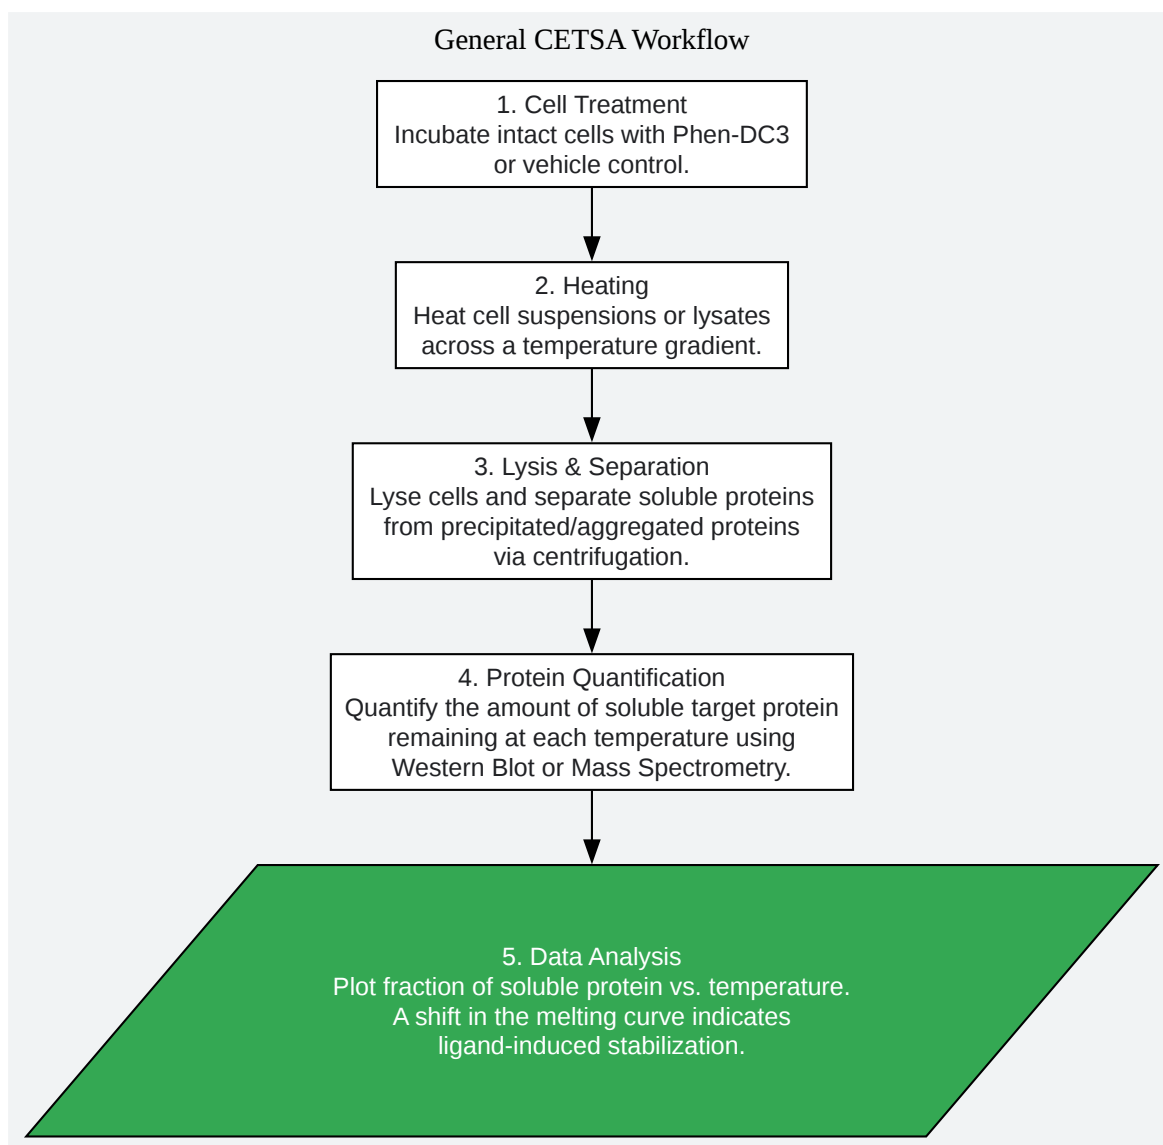 General CETSA Workflow
1. Cell Treatment
Incubate intact cells with Phen-DC3
or vehicle control.
2. Heating
Heat cell suspensions or lysates
across a temperature gradient.
3. Lysis & Separation
Lyse cells and separate soluble proteins
from precipitated/aggregated proteins
via centrifugation.
4. Protein Quantification
Quantify the amount of soluble target protein
remaining at each temperature using
Western Blot or Mass Spectrometry.
5. Data Analysis
Plot fraction of soluble protein vs. temperature.
A shift in the melting curve indicates
ligand-induced stabilization.